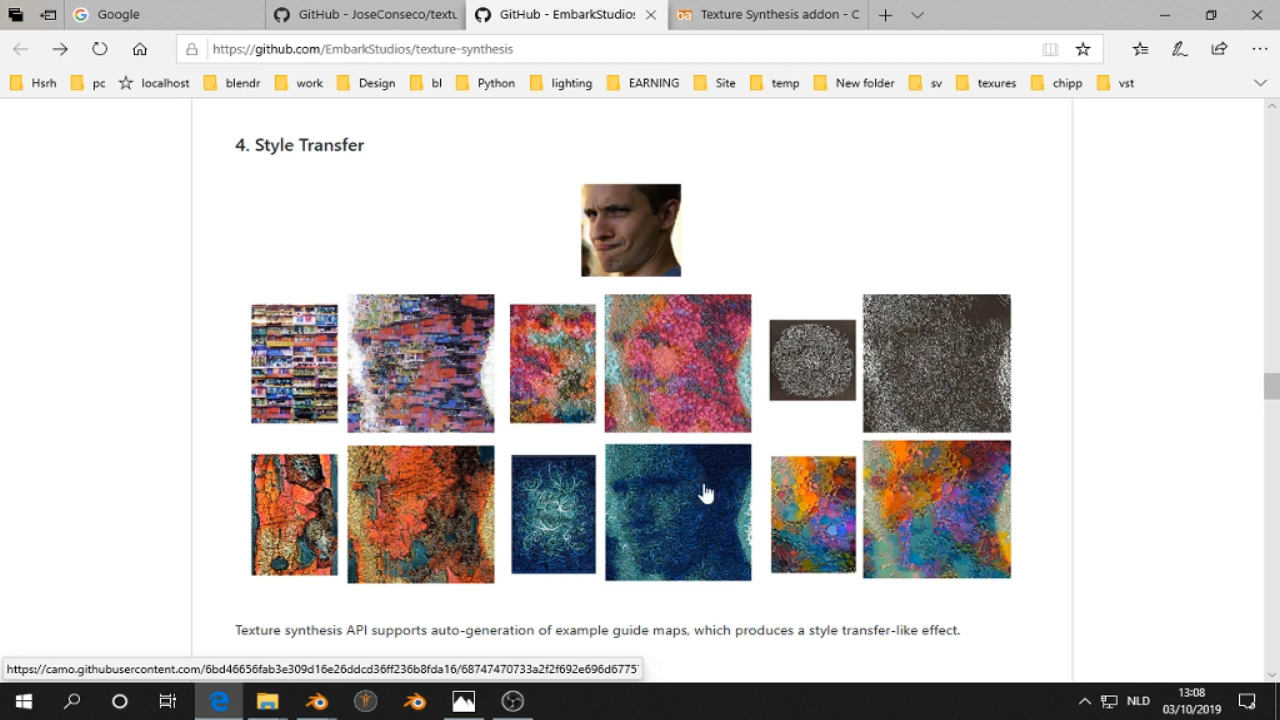 Google
GitHub - JoseConseco/textu
GitHub - EmbarkStudios
Texture Synthesis addon - C
https://github.com/EmbarkStudios/texture-synthesis
Hsrh
pc
localhost
blendr
work
Design
bl
Python
lighting
EARNING
Site
temp
New folder
sv
texures
chipp
vst
4. Style Transfer
Texture synthesis API supports auto-generation of example guide maps, which produces a style transfer-like effect.
https://camo.githubusercontent.com/6bd46656fab3e309d16e26ddcd36ff236b8fda16/68747470733a2f2f692e696d6775
NLD
13:08
03/10/2019